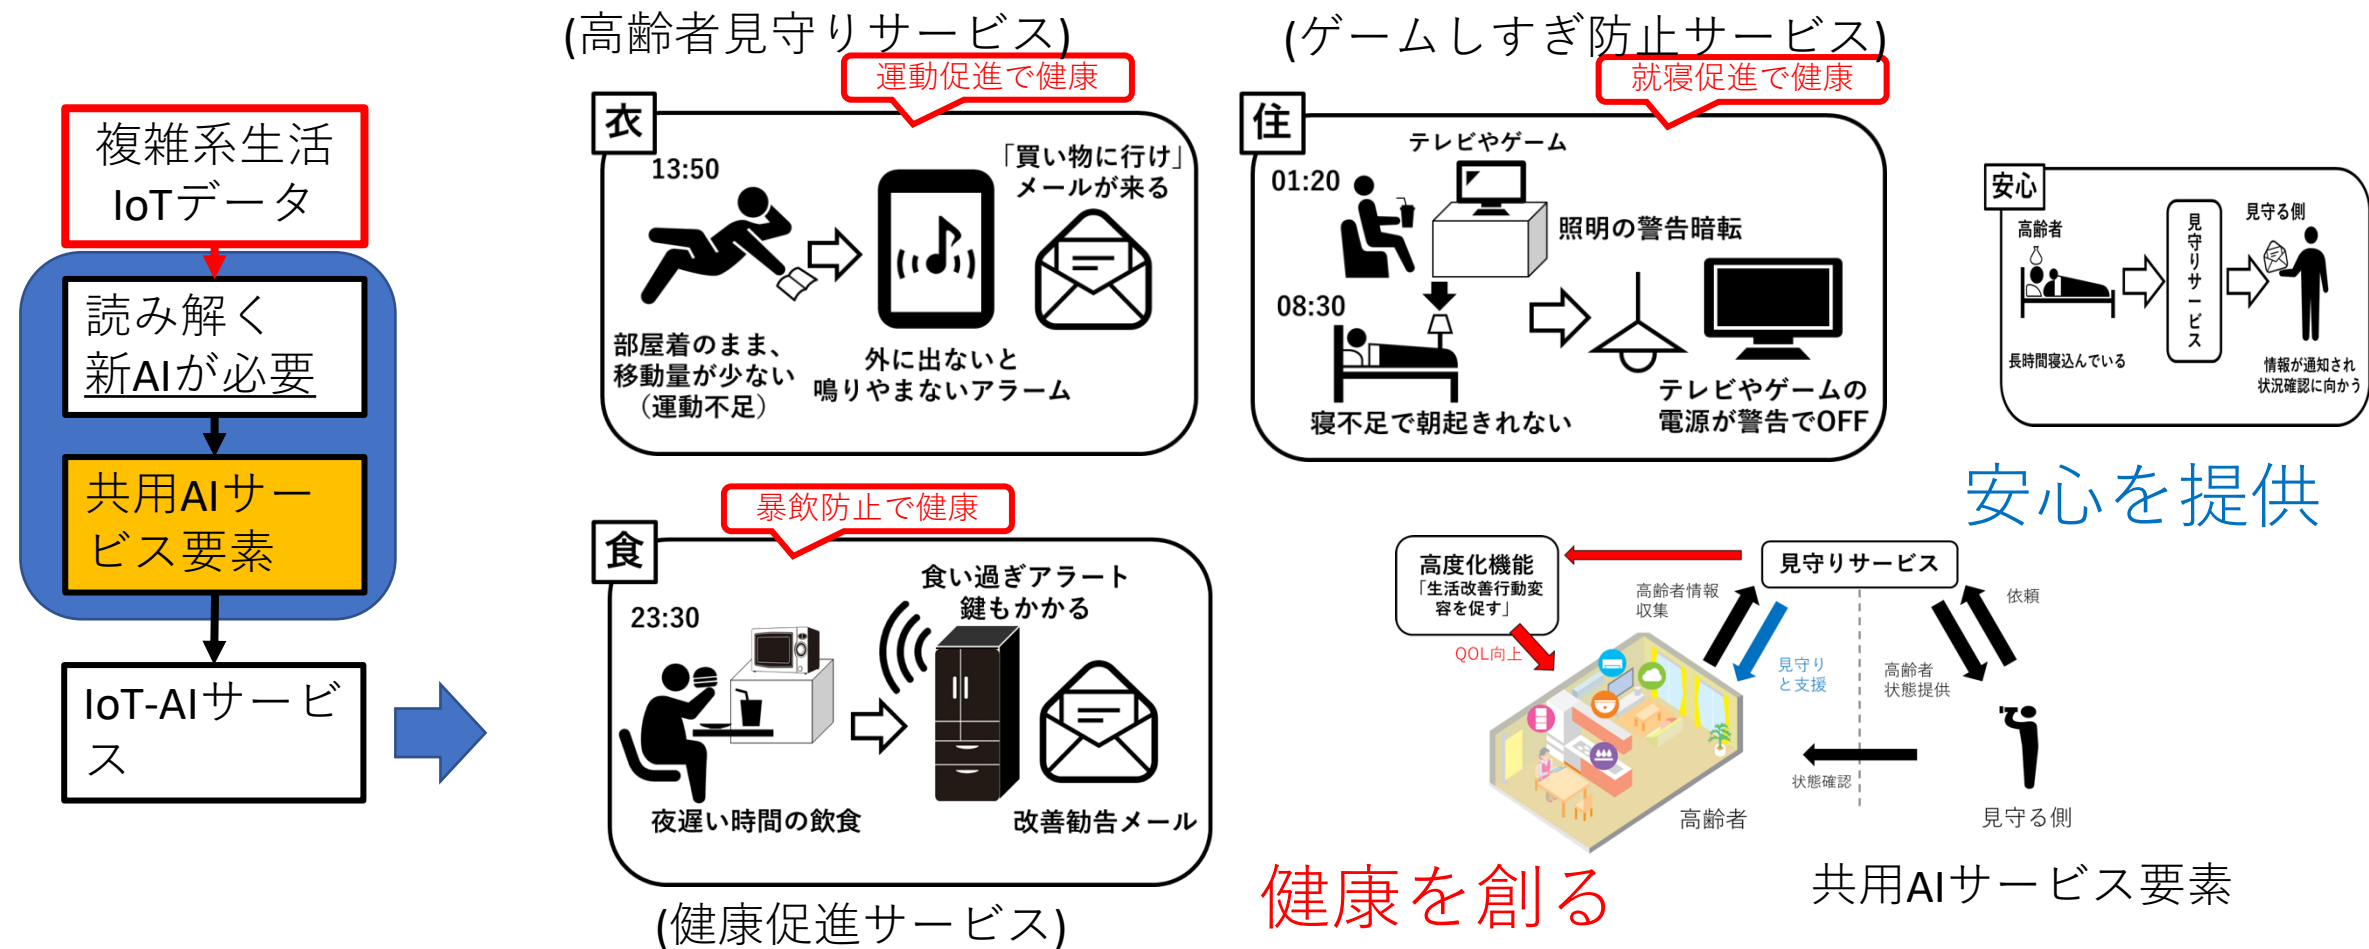 複雑系生活
IoTデータ
読み解く
新AIが必要
共用AIサー
ビス要素
IoT-AIサービ
ス
(高齢者見守りサービス)
運動促進で健康
衣
13:50
「買い物に行け」
メールが来る
部屋着のまま、
移動量が少ない
（運動不足）
外に出ないと
鳴りやまないアラーム
(ゲームしすぎ防止サービス)
就寝促進で健康
住
テレビやゲーム
01:20
照明の警告暗転
08:30
寝不足で朝起きれない
テレビやゲームの
電源が警告でOFF
安心
高齢者
見守りサービス
見守る側
長時間寝込んでいる
情報が通知され
状況確認に向かう
安心を提供
暴飲防止で健康
食
食い過ぎアラート
鍵もかかる
23:30
夜遅い時間の飲食
改善勧告メール
(健康促進サービス)
高度化機能
「生活改善行動変
容を促す」
見守りサービス
高齢者情報
収集
依頼
QOL向上
見守り
と支援
高齢者
状態提供
状態確認
高齢者
見守る側
健康を創る
共用AIサービス要素